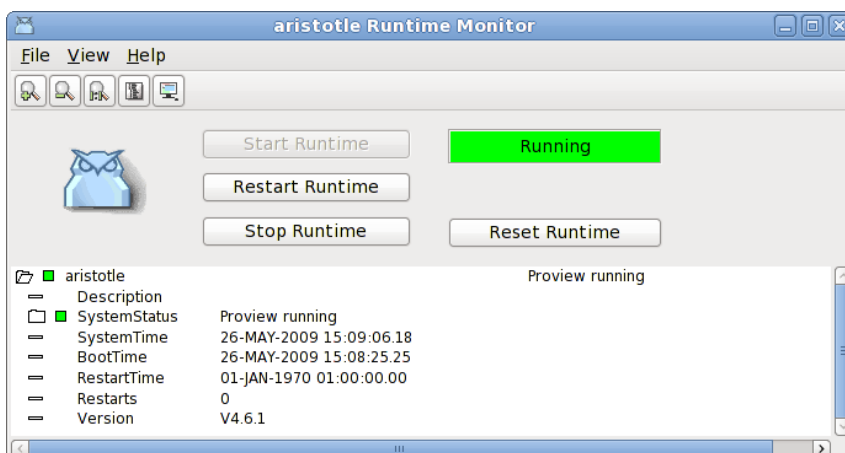 aristotle Runtime Monitor
File View Help
Start Runtime
Running
Restart Runtime
Stop Runtime
Reset Runtime
aristotle Proview running
Description
SystemStatus Proview running
SystemTime 26-MAY-2009 15:09:06.18
BootTime 26-MAY-2009 15:08:25.25
RestartTime 01-JAN-1970 01:00:00.00
Restarts 0
Version V4.6.1